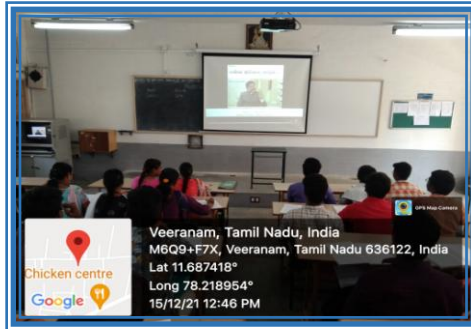 GPS Map Camera
Chicken centre
Google
Veeranam, Tamil Nadu, India
M6Q9+F7X, Veeranam, Tamil Nadu 636122, India
Lat 11.687418°
Long 78.218954°
15/12/21 12:46 PM